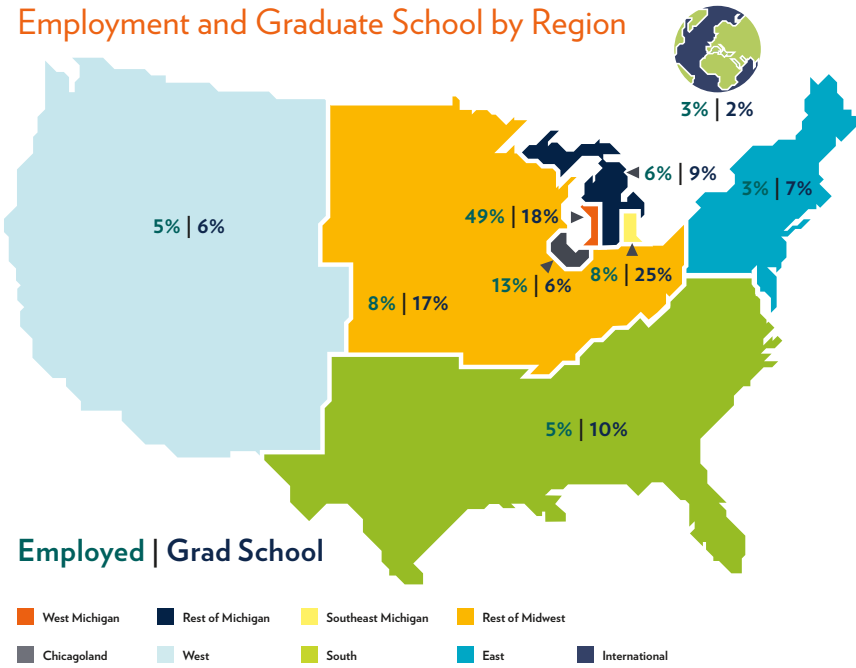 Employment and Graduate School by Region
3% | 2%
6% | 9%
3% | 7%
49% | 18%
5% | 6%
8% | 25%
13% | 6%
8% | 17%
5% | 10%
Employed | Grad School
West Michigan
Rest of Michigan
Southeast Michigan
Rest of Midwest
Chicagoland
West
South
East
International